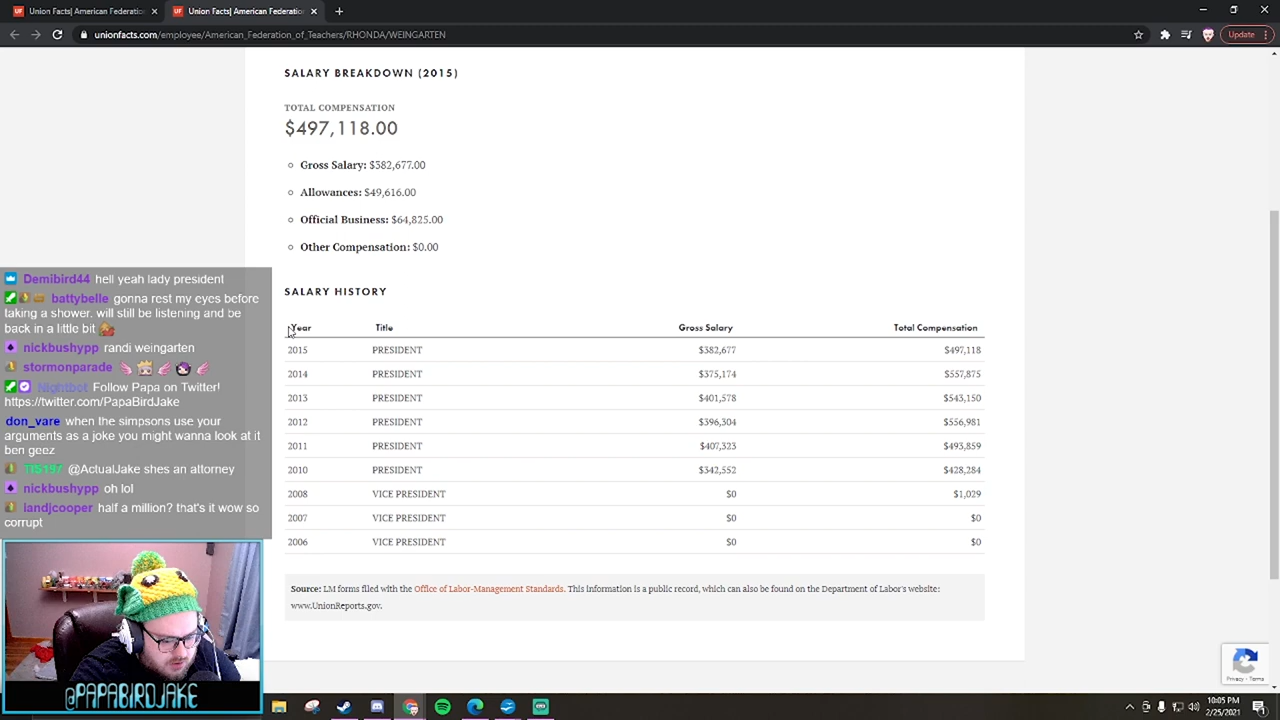 Union Facts| American Federation
Union Facts| American Federation
unionfacts.com/employee/American_Federation_of_Teachers/RHONDA/WEINGARTEN
Update
SALARY BREAKDOWN (2015)
TOTAL COMPENSATION
$497,118.00
Gross Salary: $382,677.00
Allowances: $49,616.00
Official Business: $64,825.00
Other Compensation: $0.00
SALARY HISTORY
Year Title Gross Salary Total Compensation
2015 PRESIDENT $382,677 $497,118
2014 PRESIDENT $375,174 $557,875
2013 PRESIDENT $401,578 $543,150
2012 PRESIDENT $396,304 $556,981
2011 PRESIDENT $407,323 $493,859
2010 PRESIDENT $342,552 $428,284
2008 VICE PRESIDENT $0 $1,029
2007 VICE PRESIDENT $0 $0
2006 VICE PRESIDENT $0 $0
Source: LM forms filed with the Office of Labor-Management Standards. This information is a public record, which can also be found on the Department of Labor's website:
www.UnionReports.gov.
Demibird44 hell yeah lady president
battybelle gonna rest my eyes before
taking a shower. will still be listening and be
back in a little bit
nickbushypp randi weingarten
stormonparade
Nightbot Follow Papa on Twitter!
https://twitter.com/PapaBirdJake
don_vare when the simpsons use your
arguments as a joke you might wanna look at it
ben geez
@ActualJake shes an attorney
nickbushypp oh lol
iandjcooper half a million? that's it wow so
corrupt
@PAPABIRDJAKE
Privacy - Terms
10:05 PM
2/25/2021